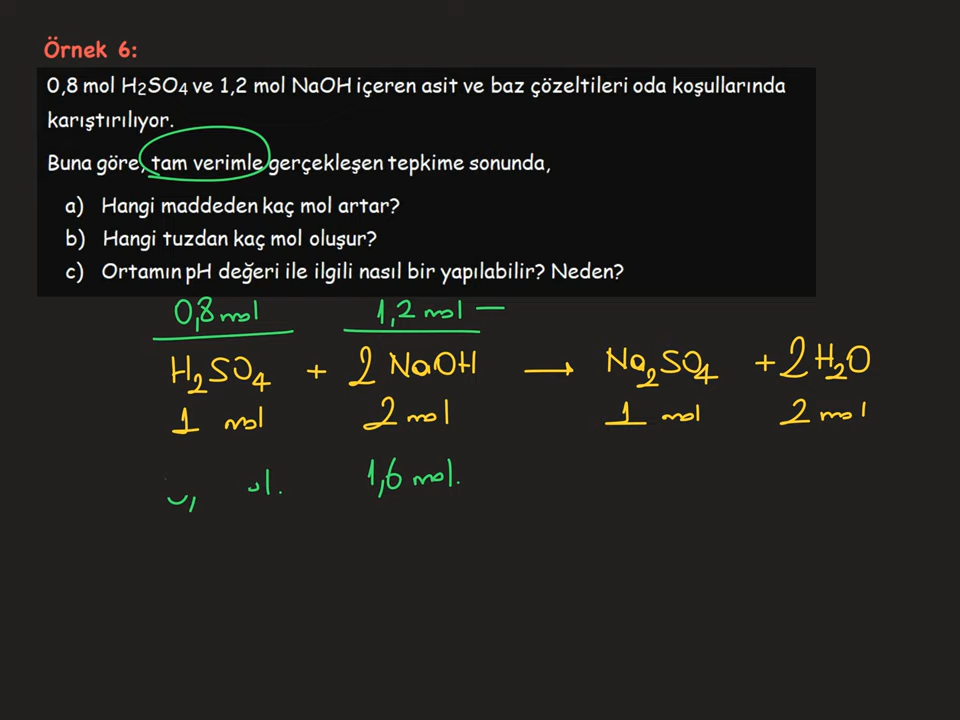 Örnek 6:
0,8 mol H2SO4 ve 1,2 mol NaOH içeren asit ve baz çözeltileri oda koşullarında
karıştırılıyor.
Buna göre, tam verimle gerçekleşen tepkime sonunda,
a) Hangi maddeden kaç mol artar?
b) Hangi tuzdan kaç mol oluşur?
c) Ortamın pH değeri ile ilgili nasıl bir yapılabilir? Neden?
0,8 mol 1,2 mol —
H2SO4 + 2 NaOH → Na2SO4 + 2 H2O
1 mol 2 mol 1 mol 2 mol
1,6 mol.